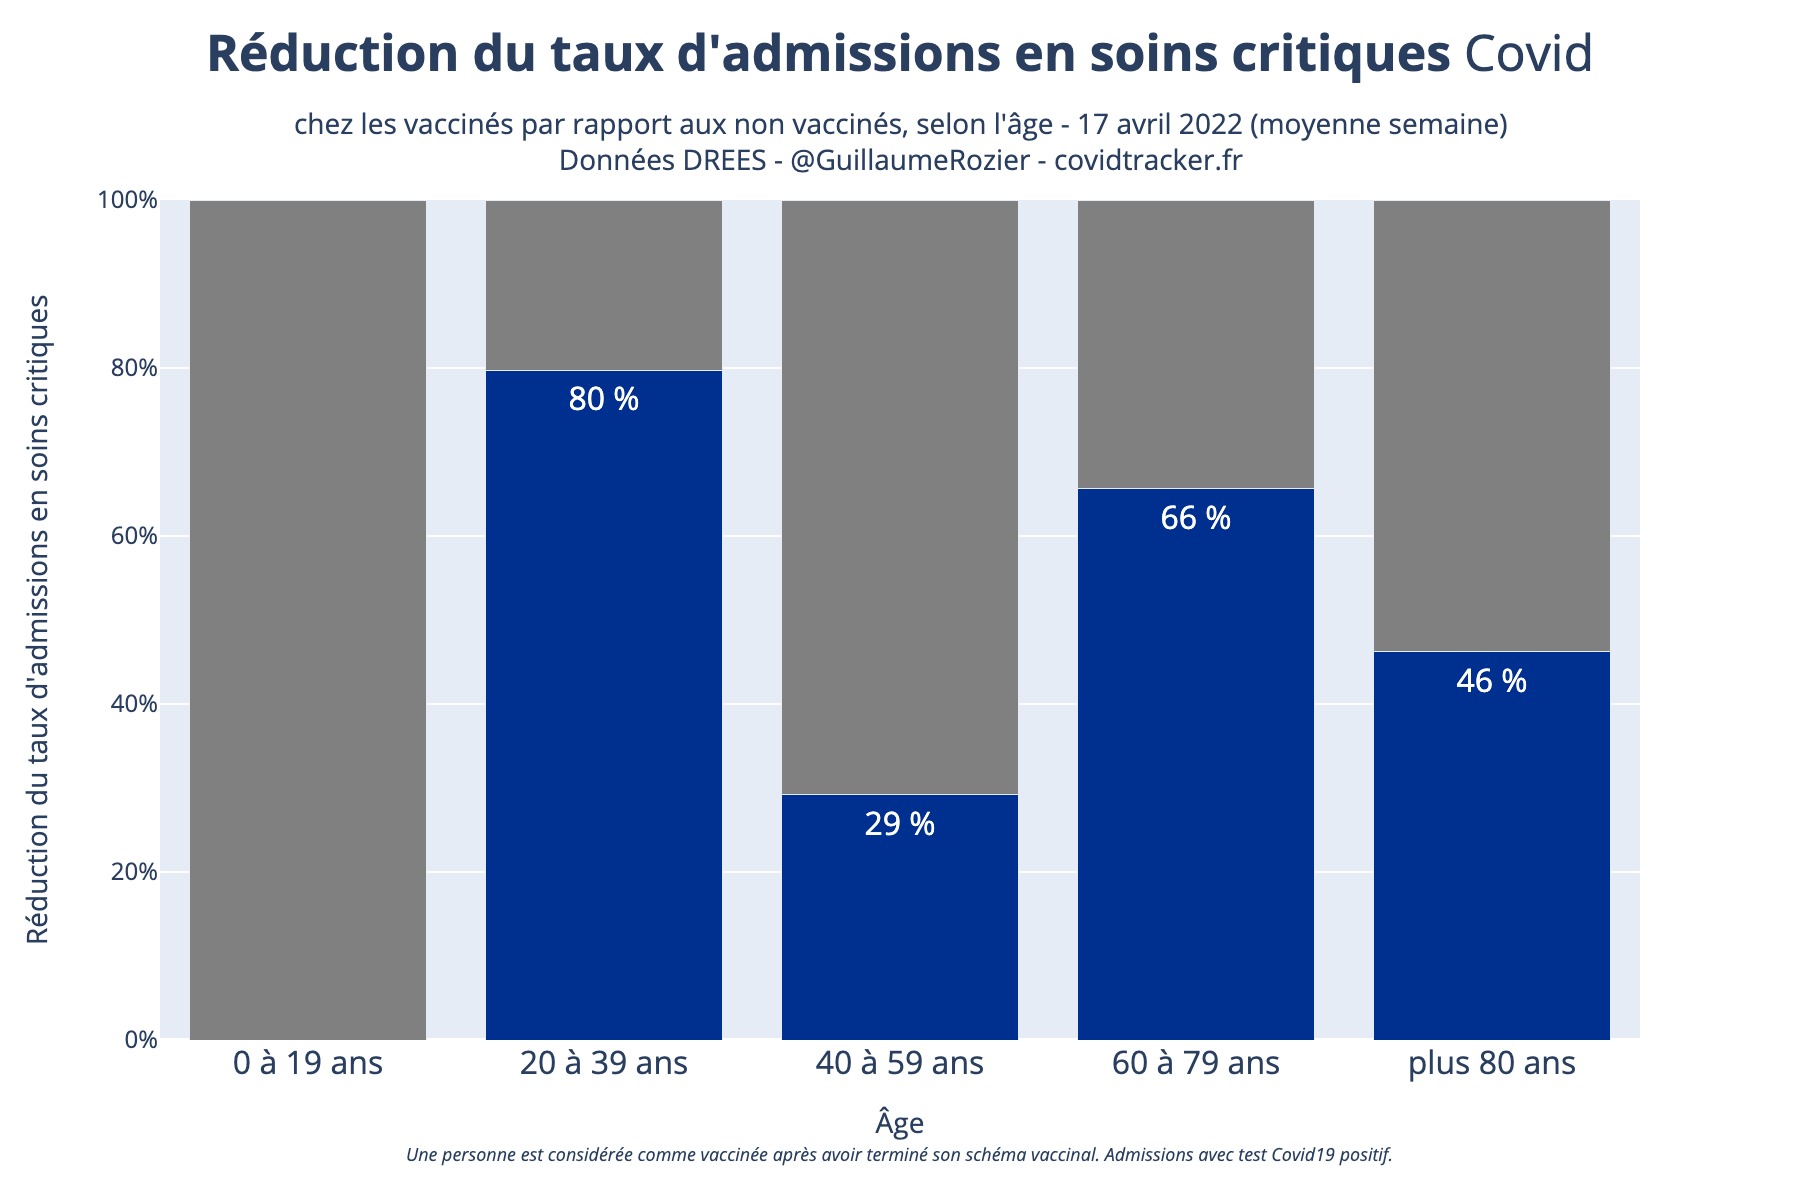 Réduction du taux d'admissions en soins critiques Covid
chez les vaccinés par rapport aux non vaccinés, selon l'âge - 17 avril 2022 (moyenne semaine)
Données DREES - @GuillaumeRozier - covidtracker.fr
Réduction du taux d'admissions en soins critiques
100%
80%
60%
40%
20%
0%
80 %
29 %
66 %
46 %
0 à 19 ans
20 à 39 ans
40 à 59 ans
60 à 79 ans
plus 80 ans
Âge
Une personne est considérée comme vaccinée après avoir terminé son schéma vaccinal. Admissions avec test Covid19 positif.